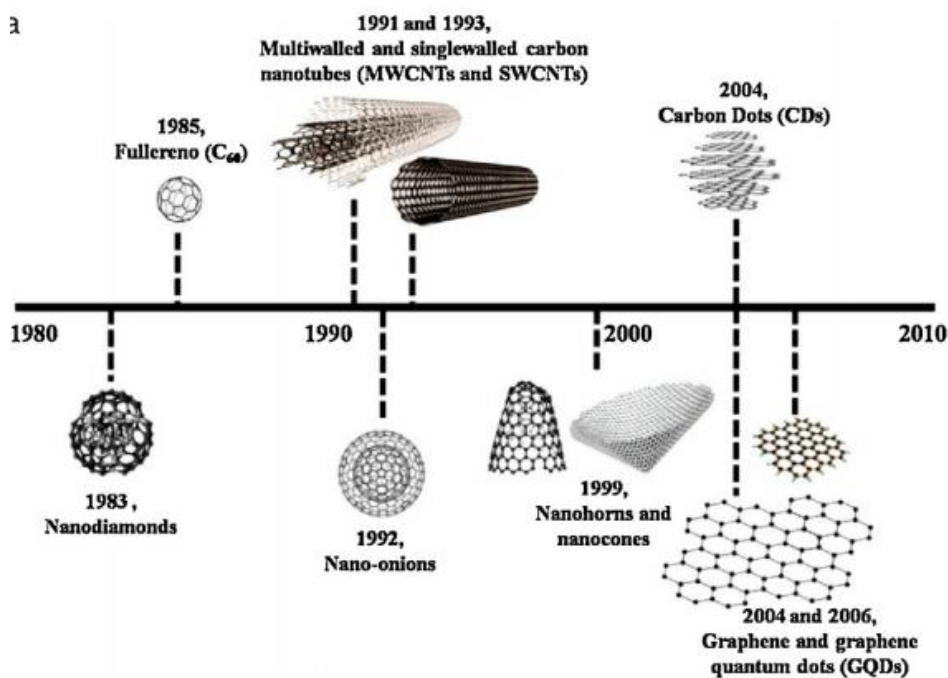 a
1991 and 1993,
Multiwalled and singlewalled carbon
nanotubes (MWCNTs and SWCNTs)
1985,
Fullereno (C₆₀)
2004,
Carbon Dots (CDs)
1980
1990
2000
2010
1983 ,
Nanodiamonds
1992,
Nano-onions
1999,
Nanohorns and
nanocones
2004 and 2006,
Graphene and graphene
quantum dots (GQDs)